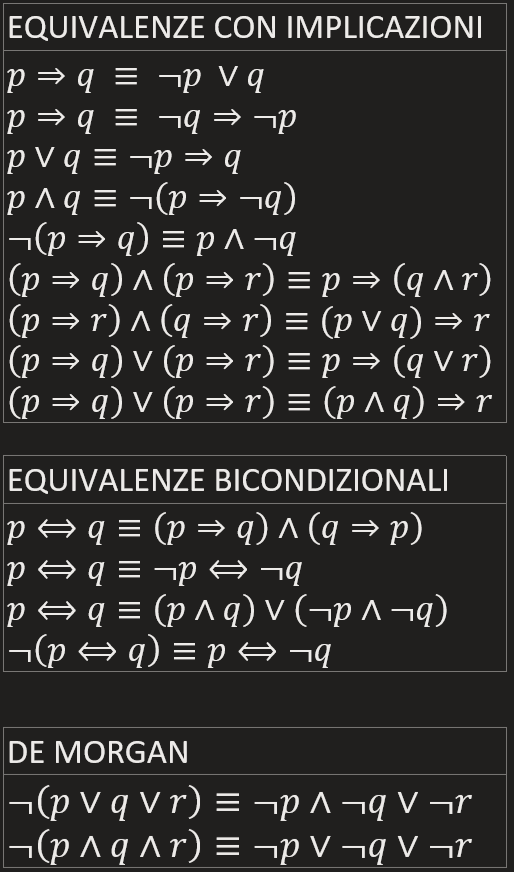 EQUIVALENZE CON IMPLICAZIONI
p ⇒ q ≡ ¬p ∨ q
p ⇒ q ≡ ¬q ⇒ ¬p
p ∨ q ≡ ¬p ⇒ q
p ∧ q ≡ ¬(p ⇒ ¬q)
¬(p ⇒ q) ≡ p ∧ ¬q
(p ⇒ q) ∧ (p ⇒ r) ≡ p ⇒ (q ∧ r)
(p ⇒ r) ∧ (q ⇒ r) ≡ (p ∨ q) ⇒ r
(p ⇒ q) ∨ (p ⇒ r) ≡ p ⇒ (q ∨ r)
(p ⇒ q) ∨ (p ⇒ r) ≡ (p ∧ q) ⇒ r
EQUIVALENZE BICONDIZIONALI
p ⟺ q ≡ (p ⇒ q) ∧ (q ⇒ p)
p ⟺ q ≡ ¬p ⟺ ¬q
p ⟺ q ≡ (p ∧ q) ∨ (¬p ∧ ¬q)
¬(p ⟺ q) ≡ p ⟺ ¬q
DE MORGAN
¬(p ∨ q ∨ r) ≡ ¬p ∧ ¬q ∨ ¬r
¬(p ∧ q ∧ r) ≡ ¬p ∨ ¬q ∨ ¬r